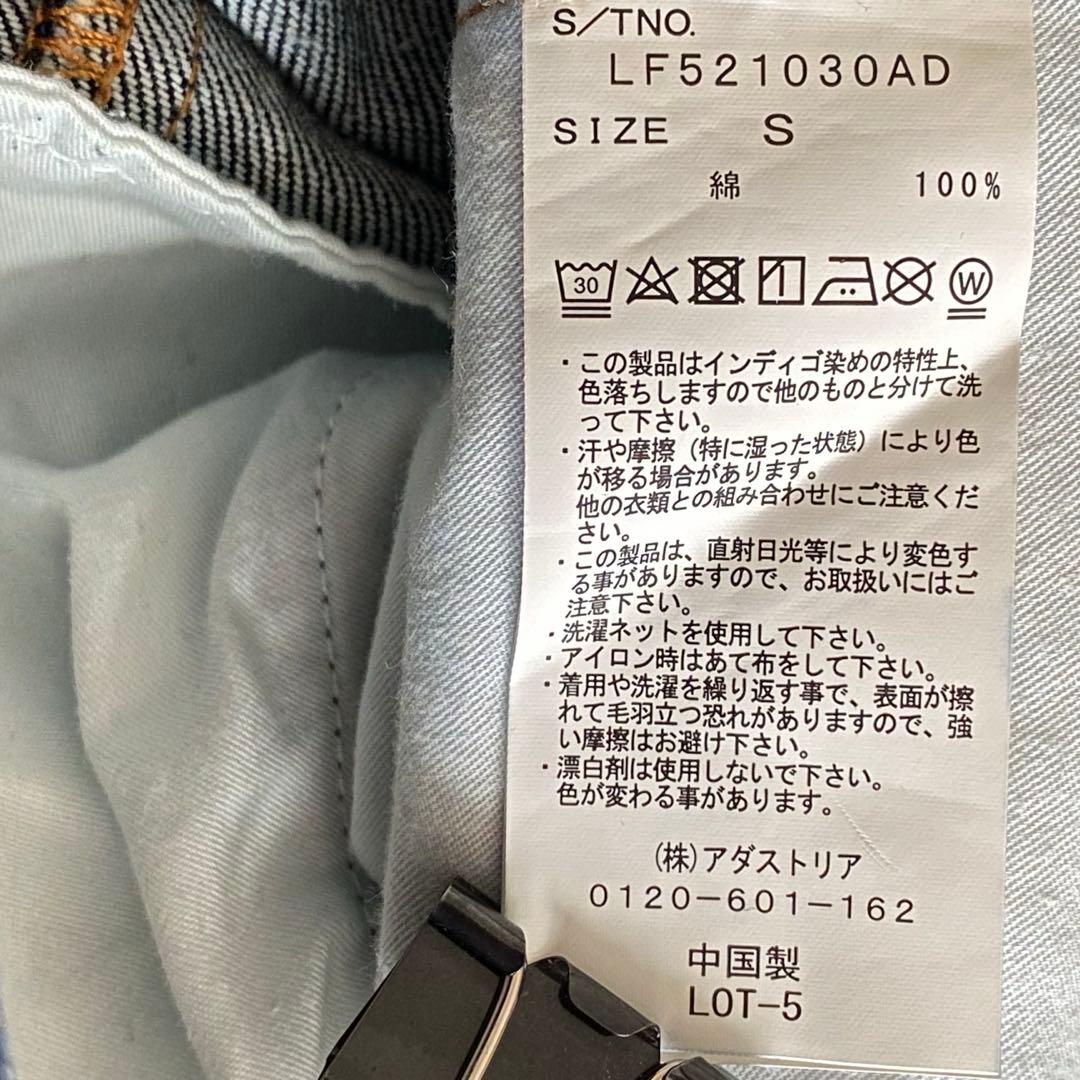 S/TNO.
LF521030AD
SIZE S
綿 100%
30 W
・この製品はインディゴ染めの特性上、
色落ちしますので他のものと分けて洗
って下さい。
・汗や摩擦（特に湿った状態）により色
が移る場合があります。
他の衣類との組み合わせにご注意くだ
さい。
・この製品は、直射日光等により変色す
る事がありますので、お取扱いにはご
注意下さい。
・洗濯ネットを使用して下さい。
・アイロン時はあて布をして下さい。
・着用や洗濯を繰り返す事で、表面が擦
れて毛羽立つ恐れがありますので、強
い摩擦はお避け下さい。
・漂白剤は使用しないで下さい。
色が変わる事があります。
(株)アダストリア
0120-601-162
中国製
LOT-5